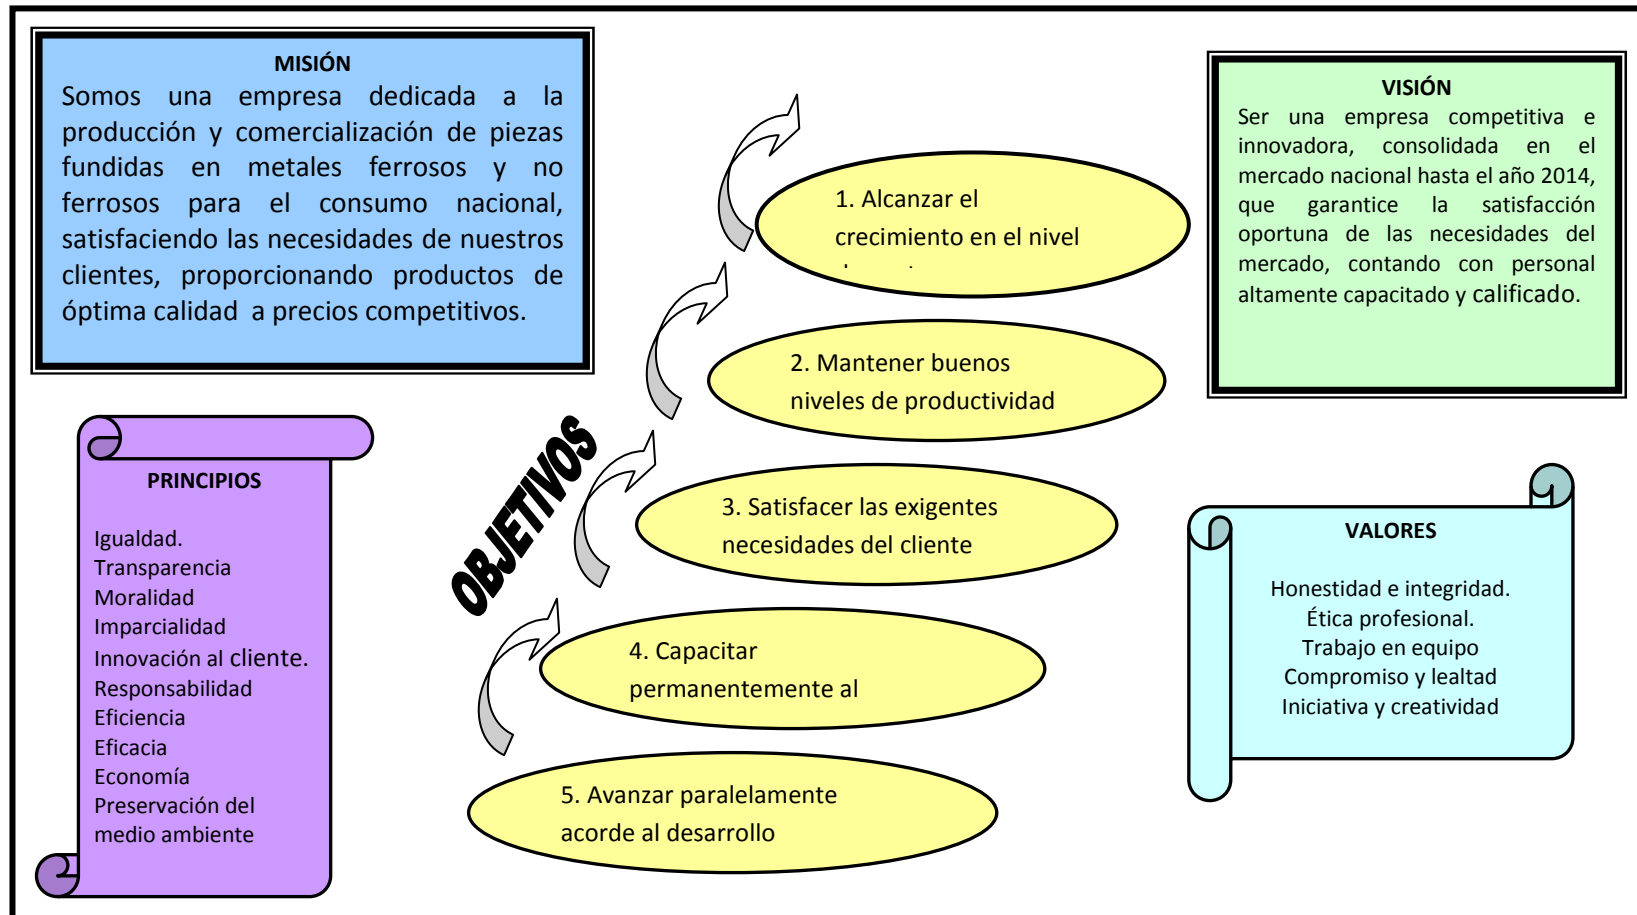 MISIÓN
Somos una empresa dedicada a la
producción y comercialización de piezas
fundidas en metales ferrosos y no
ferrosos para el consumo nacional,
satisfaciendo las necesidades de nuestros
clientes, proporcionando productos de
óptima calidad a precios competitivos.
VISIÓN
Ser una empresa competitiva e
innovadora, consolidada en el
mercado nacional hasta el año 2014,
que garantice la satisfacción
oportuna de las necesidades del
mercado, contando con personal
altamente capacitado y calificado.
OBJETIVOS
1. Alcanzar el
crecimiento en el nivel
2. Mantener buenos
niveles de productividad
3. Satisfacer las exigentes
necesidades del cliente
4. Capacitar
permanentemente al
5. Avanzar paralelamente
acorde al desarrollo
PRINCIPIOS
Igualdad.
Transparencia
Moralidad
Imparcialidad
Innovación al cliente.
Responsabilidad
Eficiencia
Eficacia
Economía
Preservación del
medio ambiente
VALORES
Honestidad e integridad.
Ética profesional.
Trabajo en equipo
Compromiso y lealtad
Iniciativa y creatividad